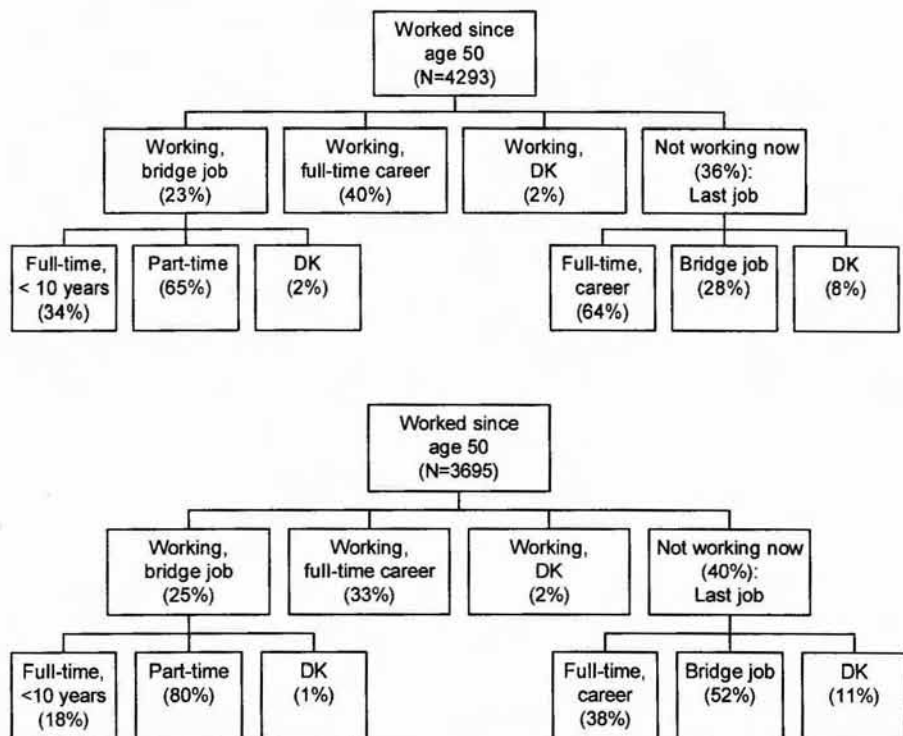 Worked since
age 50
(N=4293)
Working,
bridge job
(23%)
Working,
full-time career
(40%)
Working,
DK
(2%)
Not working now
(36%):
Last job
Full-time,
< 10 years
(34%)
Part-time
(65%)
DK
(2%)
Full-time,
career
(64%)
Bridge job
(28%)
DK
(8%)
Worked since
age 50
(N=3695)
Working,
bridge job
(25%)
Working,
full-time career
(33%)
Working,
DK
(2%)
Not working now
(40%):
Last job
Full-time,
<10 years
(18%)
Part-time
(80%)
DK
(1%)
Full-time,
career
(38%)
Bridge job
(52%)
DK
(11%)